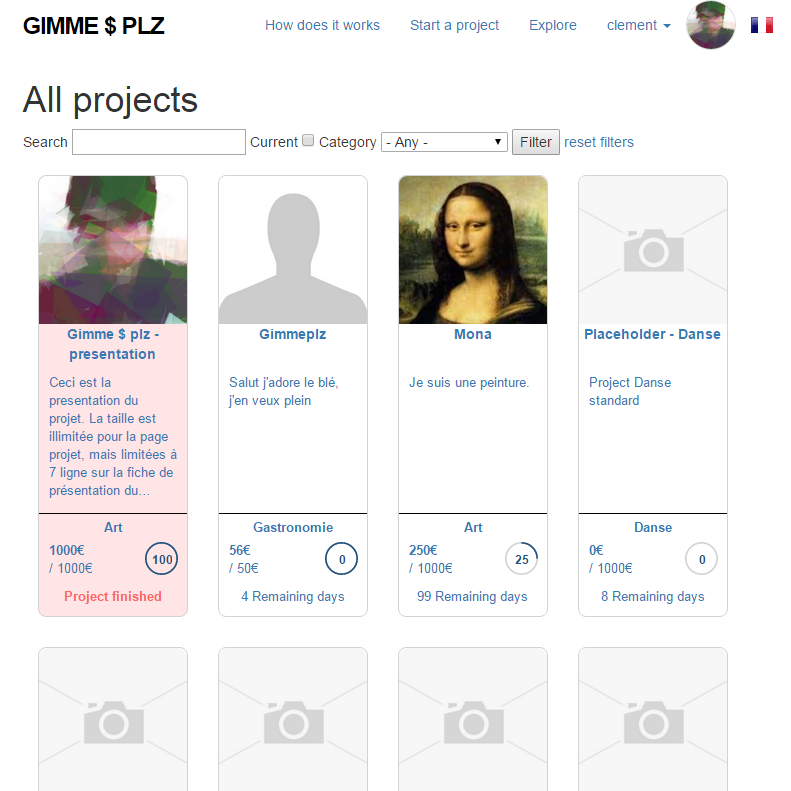 GIMME $ PLZ
How does it works
Start a project
Explore
clement
All projects
Search
Current
Category
- Any -
Filter
reset filters
Gimme $ plz -
presentation
Ceci est la
presentation du
projet. La taille est
illimitée pour la page
projet, mais limitées à
7 ligne sur la fiche de
présentation du...
Art
1000€
/ 1000€
100
Project finished
Gimmeplz
Salut j'adore le blé,
j'en veux plein
Gastronomie
56€
/ 50€
0
4 Remaining days
Mona
Je suis une peinture.
Art
250€
/ 1000€
25
99 Remaining days
Placeholder - Danse
Project Danse
standard
Danse
0€
/ 1000€
0
8 Remaining days